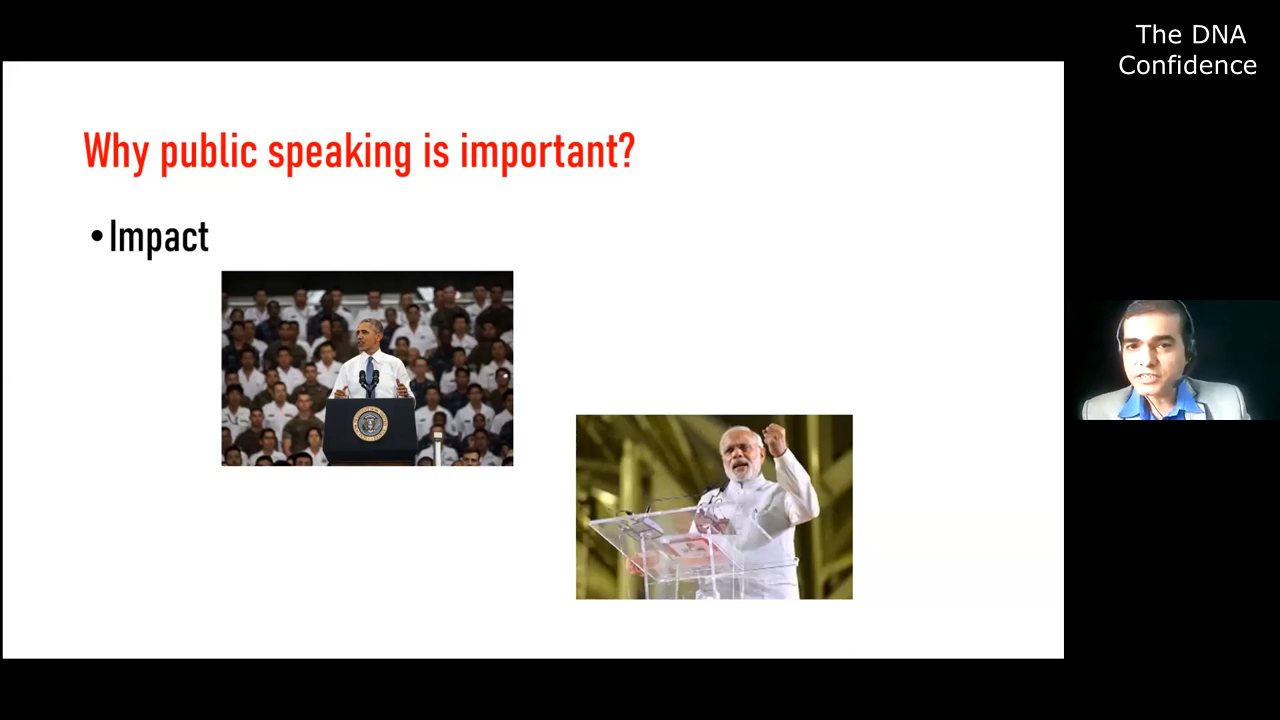 The DNA
Confidence
Why public speaking is important?
•Impact